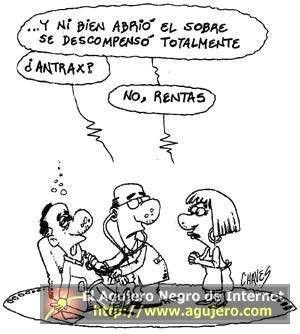 ...Y NI BIEN ABRIÓ EL SOBRE
SE DESCOMPENSÓ TOTALMENTE
¿ANTRAX?
NO, RENTAS
CHAVES
El Agujero Negro de Internet
http://www.agujero.com